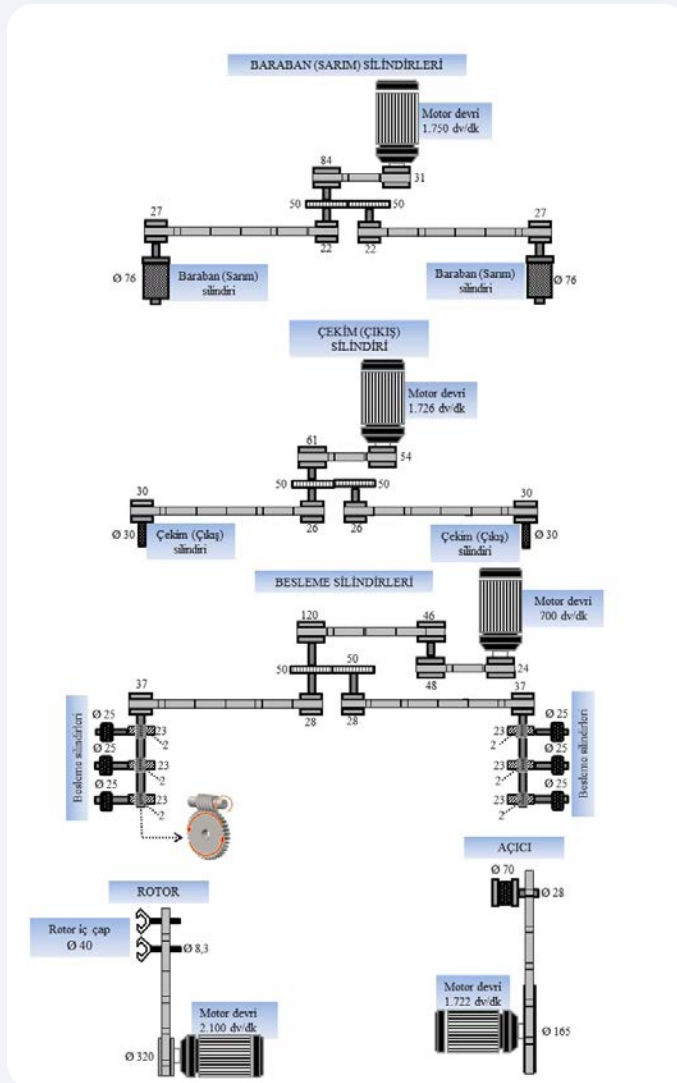 BARABAN (SARIM) SİLİNDİRLERİ
Motor devri
1.750 dv/dk
84
31
50
50
27
27
22
22
Ø 76
Baraban (Sarım)
silindiri
Baraban (Sarım)
silindiri
Ø 76
ÇEKİM (ÇIKIŞ)
SİLİNDİRİ
Motor devri
1.726 dv/dk
61
54
50
50
30
30
26
26
Ø 30
Çekim (Çıkış)
silindiri
Çekim (Çıkış)
silindiri
Ø 30
BESLEME SİLİNDİRLERİ
Motor devri
700 dv/dk
120
46
50
50
48
24
37
37
28
28
Besleme silindirleri
Ø 25
23
2
Ø 25
23
2
Ø 25
23
2
23
2
Ø 25
23
2
Ø 25
23
2
Ø 25
Besleme silindirleri
ROTOR
Rotor iç çap
Ø 40
Ø 8,3
Motor devri
2.100 dv/dk
Ø 320
AÇICI
Ø 70
Ø 28
Motor devri
1.722 dv/dk
Ø 165